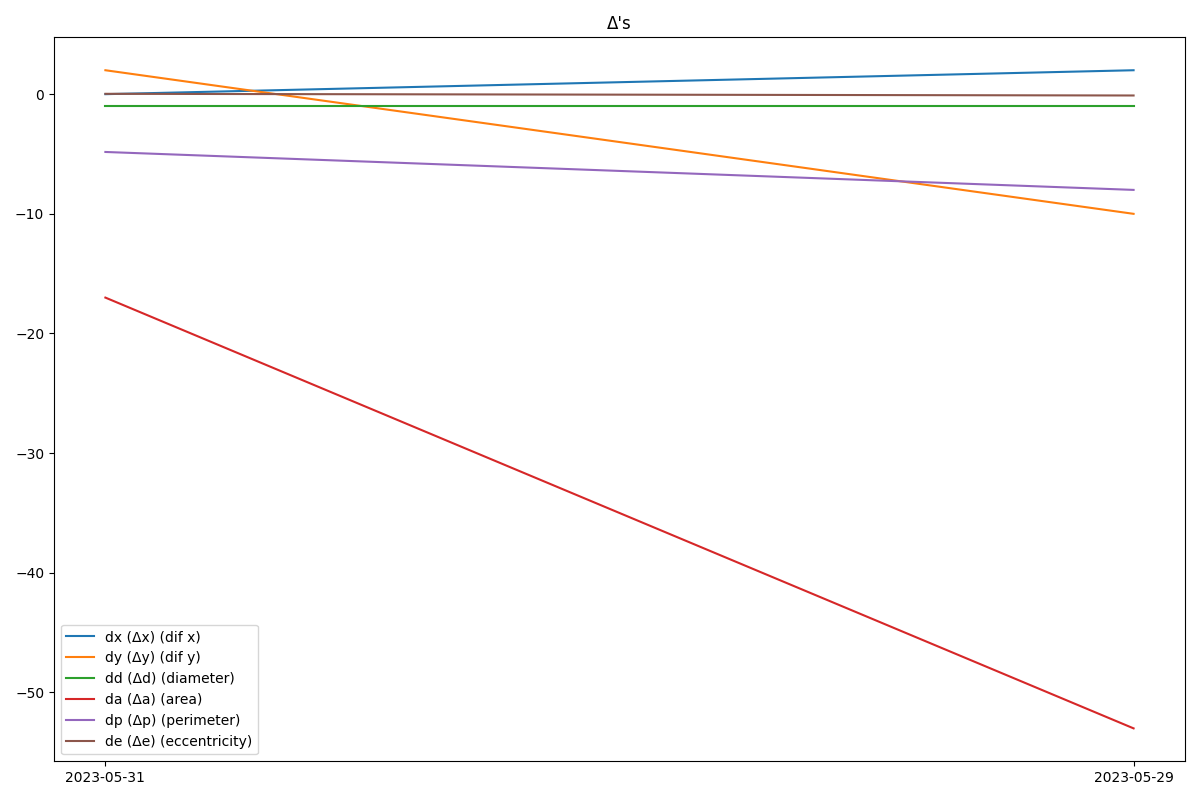 Δ's
0
−10
−20
−30
−40
−50
dx (Δx) (dif x)
dy (Δy) (dif y)
dd (Δd) (diameter)
da (Δa) (area)
dp (Δp) (perimeter)
de (Δe) (eccentricity)
2023-05-31
2023-05-29